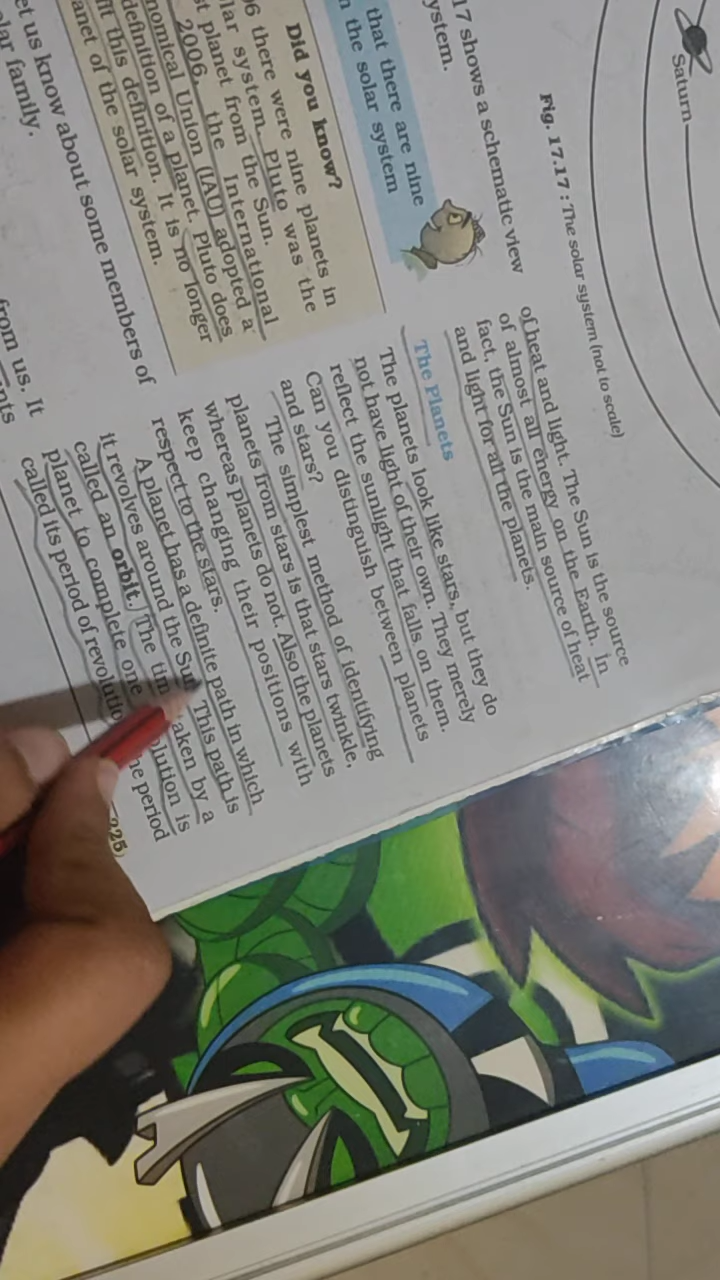 Saturn
Fig. 17.17 : The solar system (not to scale)
17 shows a schematic view
ystem.
that there are nine
the solar system
Did you know?
06 there were nine planets in
lar system. Pluto was the
st planet from the Sun.
2006, the International
nomical Union (IAU) adopted a
definition of a planet. Pluto does
fit this definition. It is no longer
anet of the solar system.
et us know about some members of
lar family.
from us. It
nts
of heat and light. The Sun is the source
of almost all energy on the Earth. In
fact, the Sun is the main source of heat
and light for all the planets.
The Planets
The planets look like stars, but they do
not have light of their own. They merely
reflect the sunlight that falls on them.
Can you distinguish between planets
and stars?
The simplest method of identifying
planets from stars is that stars twinkle,
whereas planets do not. Also the planets
keep changing their positions with
respect to the stars.
A planet has a definite path in which
it revolves around the Sun. This path is
called an orbit. The tim taken by a
planet to complete one olution is
called its period of revolutio he period
225